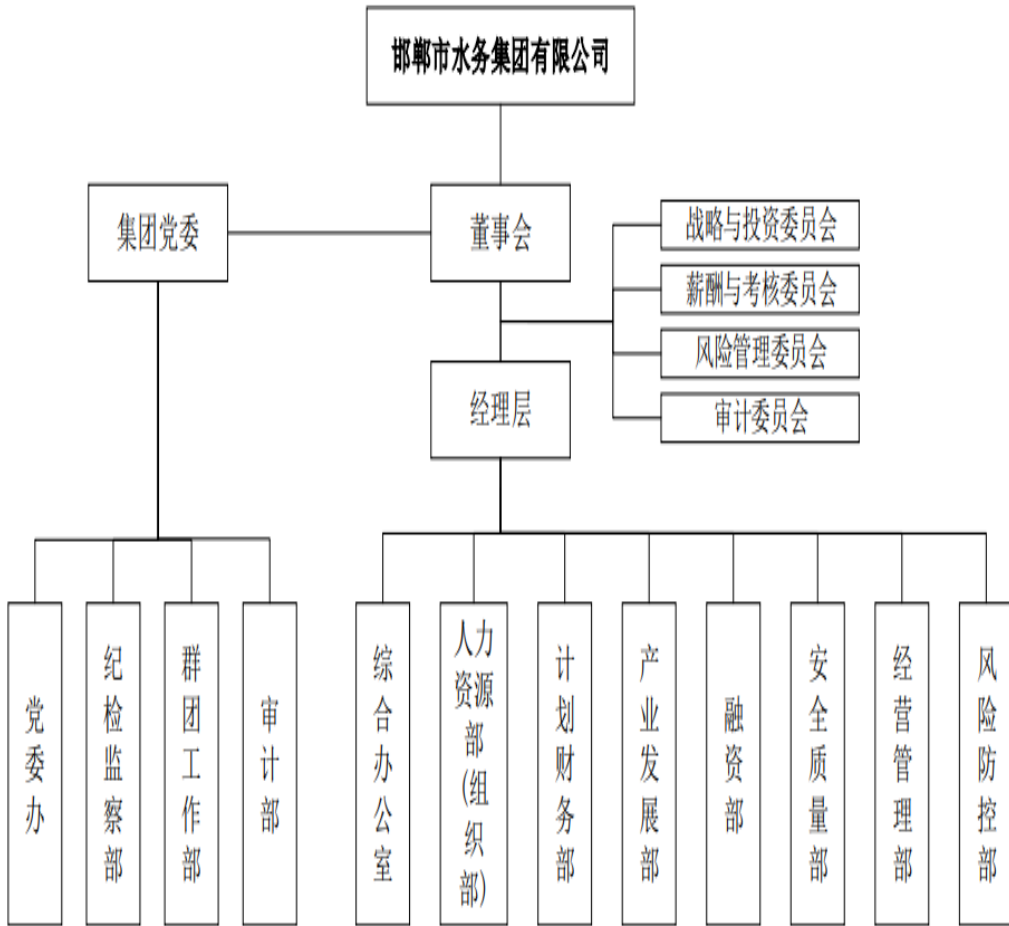 邯郸市水务集团有限公司
集团党委
董事会
战略与投资委员会
薪酬与考核委员会
风险管理委员会
审计委员会
经理层
党委办
纪检监察部
群团工作部
审计部
综合办公室
人力资源部(组织部)
计划财务部
产业发展部
融资部
安全质量部
经营管理部
风险防控部